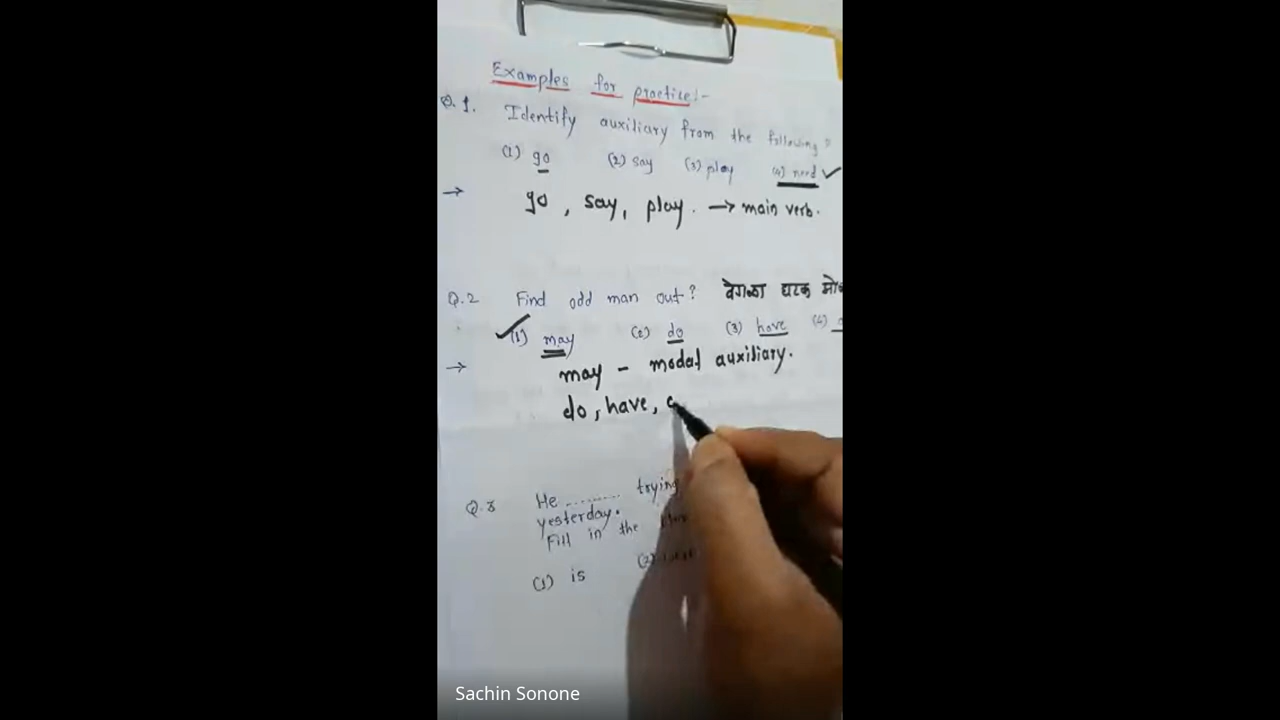 Examples for practice:-
Q.1. Identify auxiliary from the following?
(1) go (2) say (3) play (4) need ✓
→ go, say, play. → main verb.
Q.2 Find odd man out? वेगळा घटक
(1) may (2) do (3) have (4)
→ may - modal auxiliary.
do, have,
Q.3 He ......... trying
yesterday.
Fill in the
(1) is (2)
Sachin Sonone